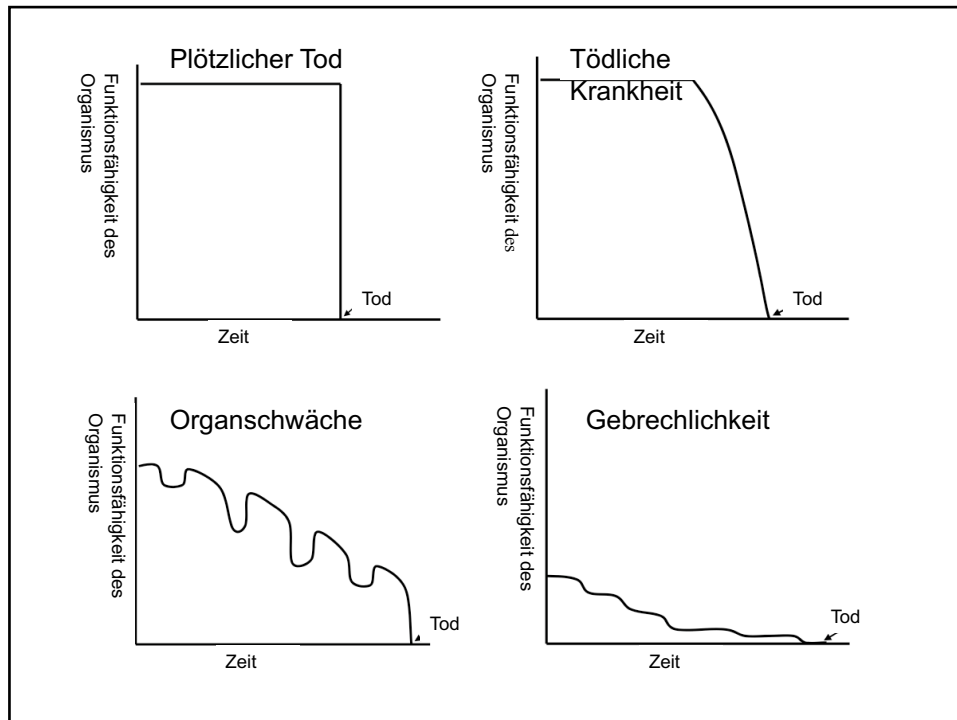 Plötzlicher Tod
Funktionsfähigkeit des
Organismus
Tod
Zeit
Tödliche
Krankheit
Funktionsfähigkeit des
Organismus
Tod
Zeit
Organschwäche
Funktionsfähigkeit des
Organismus
Tod
Zeit
Gebrechlichkeit
Funktionsfähigkeit des
Organismus
Tod
Zeit